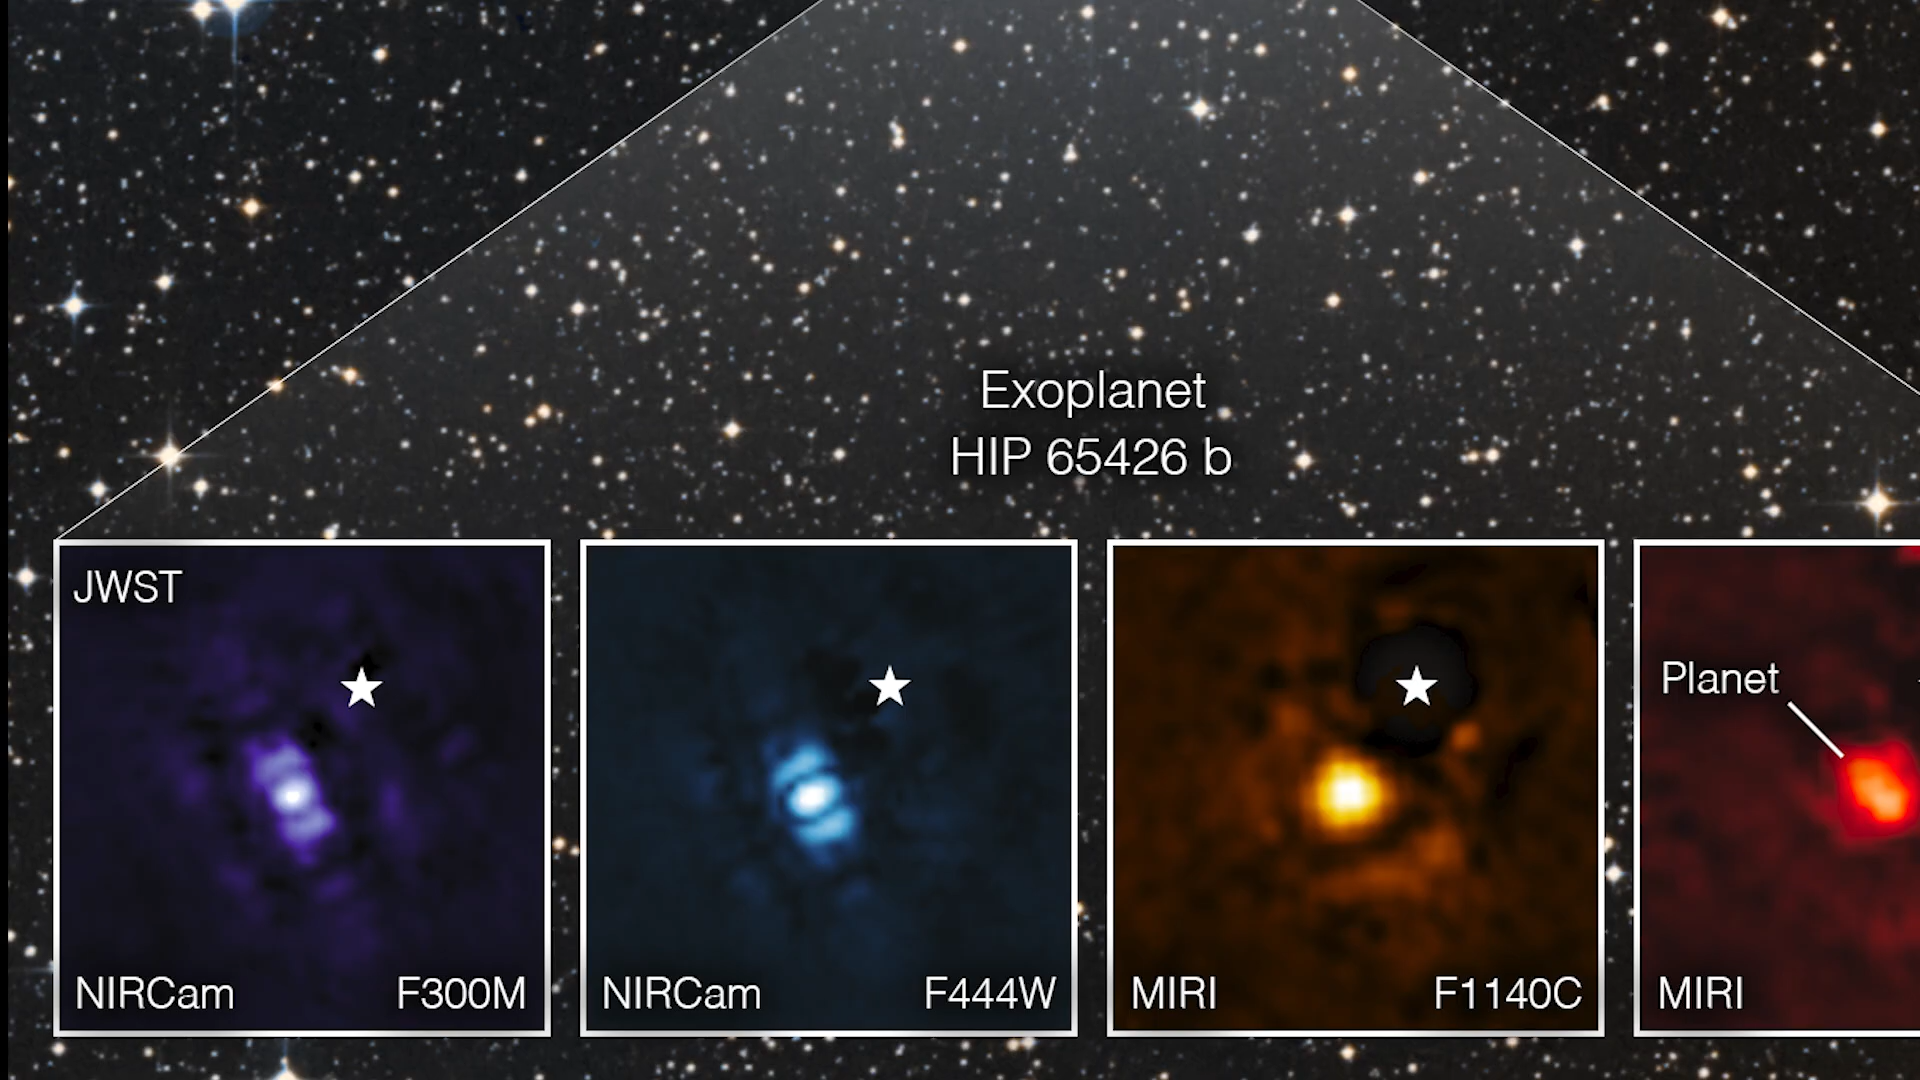 Exoplanet
HIP 65426 b
JWST
NIRCam F300M
NIRCam F444W
MIRI F1140C
Planet
MIRI